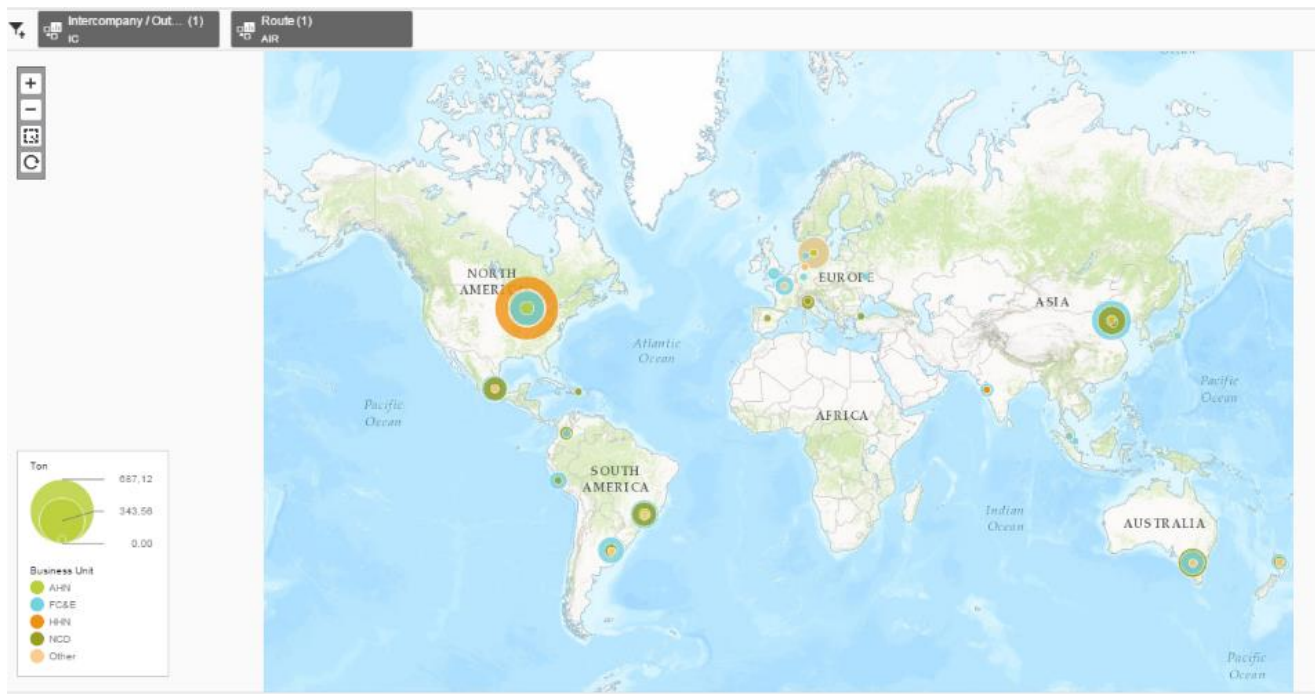 Intercompany / Out... (1)
IC
Route (1)
AIR
+
−
NORTH
AMERICA
EUROPE
ASIA
Atlantic
Ocean
Pacific
Ocean
Pacific
Ocean
AFRICA
SOUTH
AMERICA
Indian
Ocean
AUSTRALIA
Pacific
Ocean
Ton
687,12
343,56
0.00
Business Unit
AHN
FC&E
HHN
NCD
Other